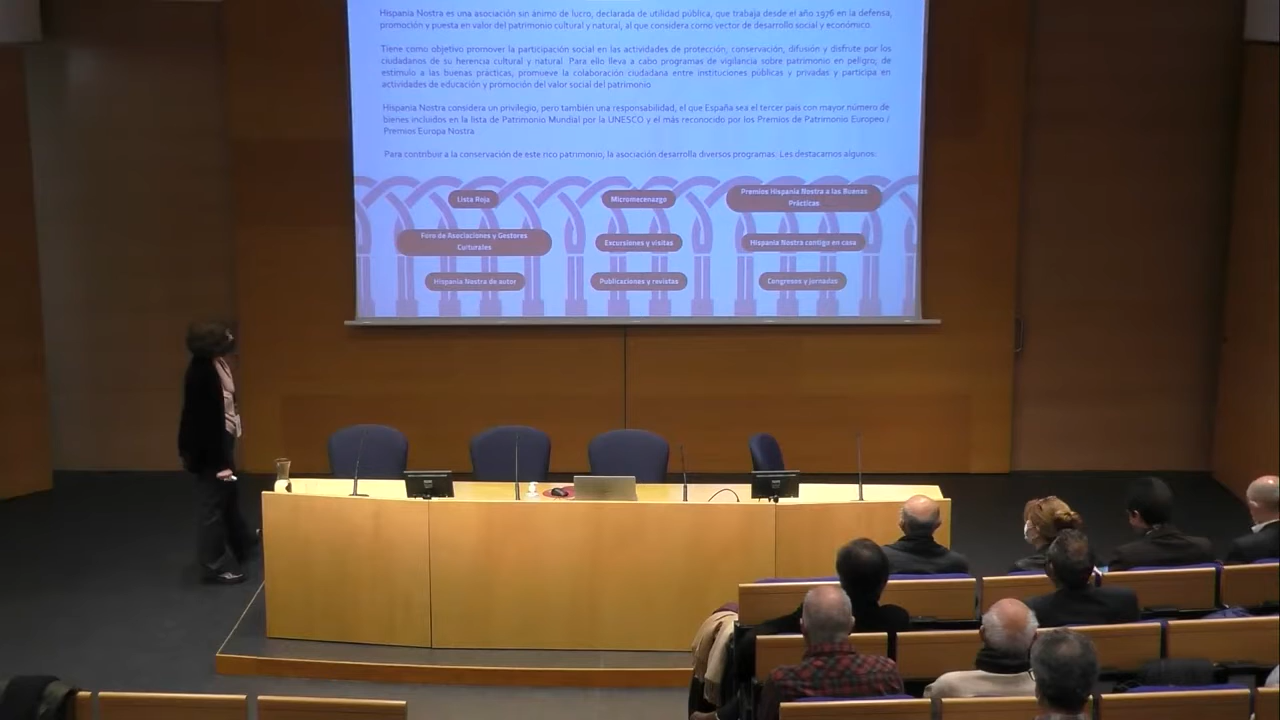 Hispania Nostra es una asociación sin ánimo de lucro, declarada de utilidad pública, que trabaja desde el año 1976 en la defensa,
promoción y puesta en valor del patrimonio cultural y natural, al que considera como vector de desarrollo social y económico.
Tiene como objetivo promover la participación social en las actividades de protección, conservación, difusión y disfrute por los
ciudadanos de su herencia cultural y natural. Para ello lleva a cabo programas de vigilancia sobre patrimonio en peligro; de
estímulo a las buenas prácticas, promueve la colaboración ciudadana entre instituciones públicas y privadas y participa en
actividades de educación y promoción del valor social del patrimonio
Hispania Nostra considera un privilegio, pero también una responsabilidad, el que España sea el tercer país con mayor número de
bienes incluidos en la lista de Patrimonio Mundial por la UNESCO y el más reconocido por los Premios de Patrimonio Europeo /
Premios Europa Nostra.
Para contribuir a la conservación de este rico patrimonio, la asociación desarrolla diversos programas. Les destacamos algunos:
Lista Roja
Micromecenazgo
Premios Hispania Nostra a las Buenas
Prácticas
Foro de Asociaciones y Gestores
Culturales
Excursiones y visitas
Hispania Nostra contigo en casa
Hispania Nostra de autor
Publicaciones y revistas
Congresos y jornadas